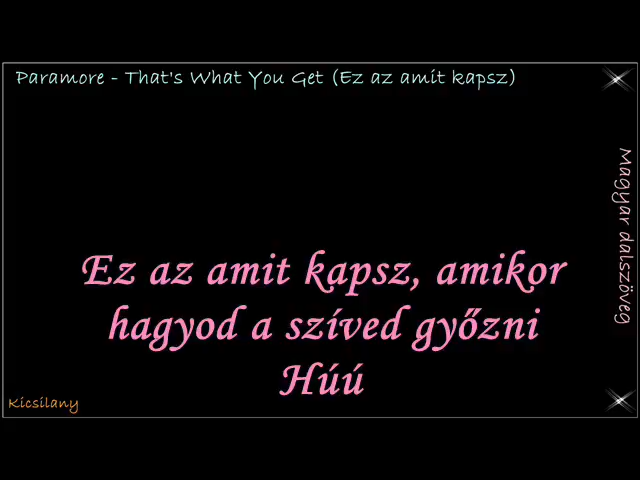 Paramore - That's What You Get (Ez az amit kapsz)
Magyar dalszöveg
Ez az amit kapsz, amikor
hagyod a szíved győzni
Húú
Kicsilany